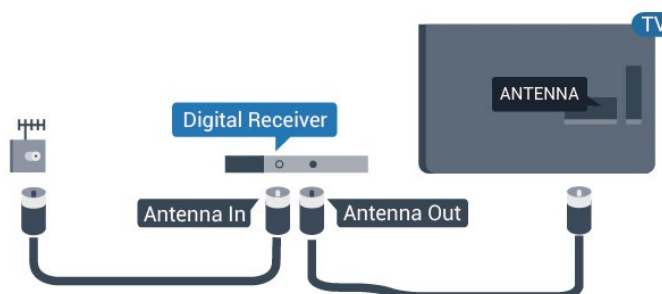 TV
ANTENNA
Digital Receiver
Antenna In
Antenna Out